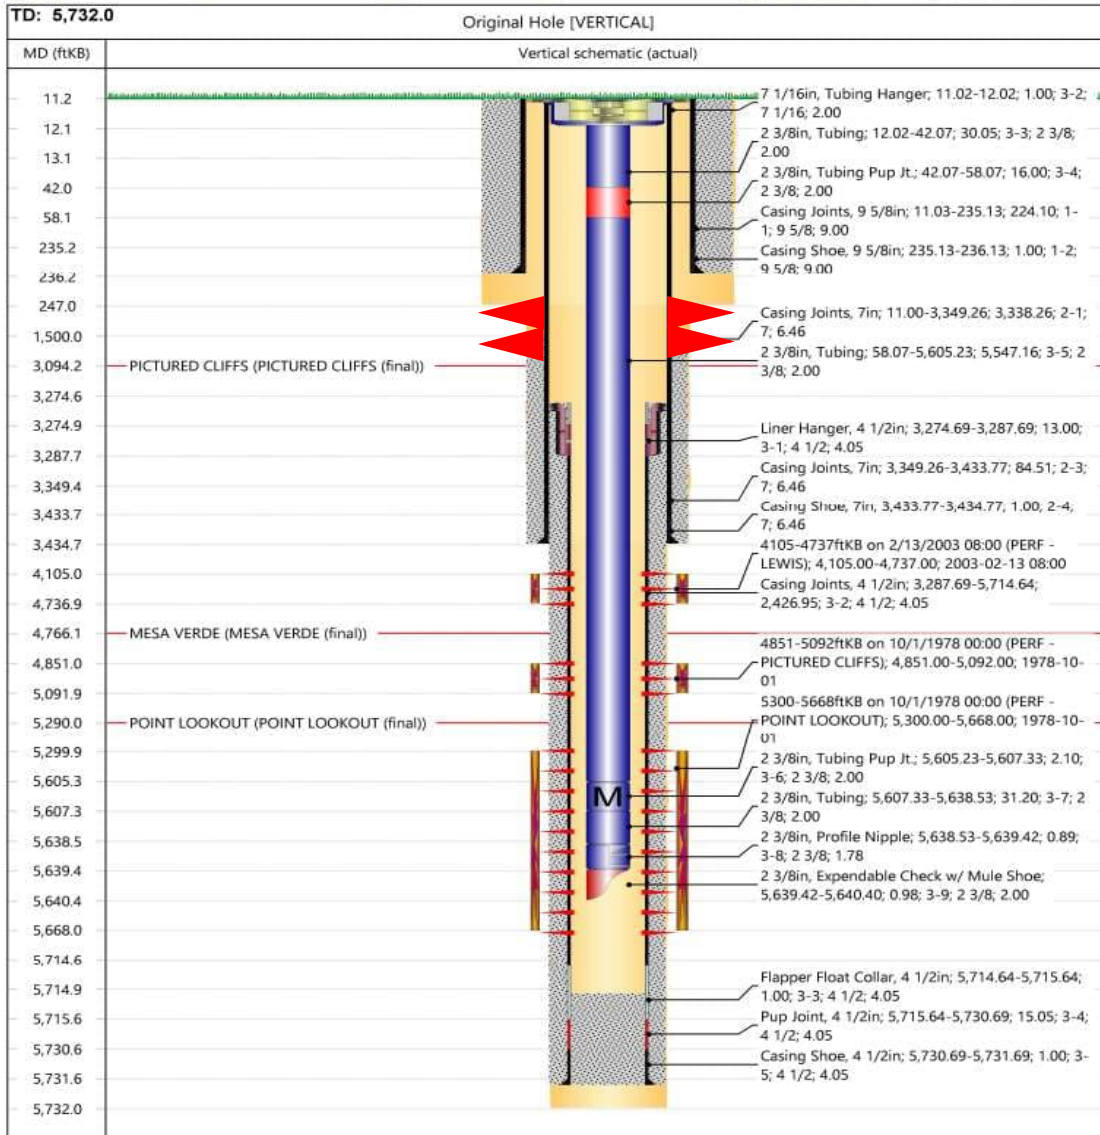 TD: 5,732.0
Original Hole [VERTICAL]
MD (ftKB)
Vertical schematic (actual)
11.2
12.1
13.1
42.0
58.1
235.2
236.2
247.0
1,500.0
3,094.2
3,274.6
3,274.9
3,287.7
3,349.4
3,433.7
3,434.7
4,105.0
4,736.9
4,766.1
4,851.0
5,091.9
5,290.0
5,299.9
5,605.3
5,607.3
5,638.5
5,639.4
5,640.4
5,668.0
5,714.6
5,714.9
5,715.6
5,730.6
5,731.6
5,732.0
PICTURED CLIFFS (PICTURED CLIFFS (final))
MESA VERDE (MESA VERDE (final))
POINT LOOKOUT (POINT LOOKOUT (final))
M
7 1/16in, Tubing Hanger; 11.02-12.02; 1.00; 3-2;
7 1/16; 2.00
2 3/8in, Tubing; 12.02-42.07; 30.05; 3-3; 2 3/8;
2.00
2 3/8in, Tubing Pup Jt.; 42.07-58.07; 16.00; 3-4;
2 3/8; 2.00
Casing Joints, 9 5/8in; 11.03-235.13; 224.10; 1-
1; 9 5/8; 9.00
Casing Shoe, 9 5/8in; 235.13-236.13; 1.00; 1-2;
9 5/8; 9.00
Casing Joints, 7in; 11.00-3,349.26; 3,338.26; 2-1;
7; 6.46
2 3/8in, Tubing; 58.07-5,605.23; 5,547.16; 3-5; 2
3/8; 2.00
Liner Hanger, 4 1/2in; 3,274.69-3,287.69; 13.00;
3-1; 4 1/2; 4.05
Casing Joints, 7in; 3,349.26-3,433.77; 84.51; 2-3;
7; 6.46
Casing Shoe, 7in; 3,433.77-3,434.77; 1.00; 2-4;
7; 6.46
4105-4737ftKB on 2/13/2003 08:00 (PERF -
LEWIS); 4,105.00-4,737.00; 2003-02-13 08:00
Casing Joints, 4 1/2in; 3,287.69-5,714.64;
2,426.95; 3-2; 4 1/2; 4.05
4851-5092ftKB on 10/1/1978 00:00 (PERF -
PICTURED CLIFFS); 4,851.00-5,092.00; 1978-10-
01
5300-5668ftKB on 10/1/1978 00:00 (PERF -
POINT LOOKOUT); 5,300.00-5,668.00; 1978-10-
01
2 3/8in, Tubing Pup Jt.; 5,605.23-5,607.33; 2.10;
3-6; 2 3/8; 2.00
2 3/8in, Tubing; 5,607.33-5,638.53; 31.20; 3-7; 2
3/8; 2.00
2 3/8in, Profile Nipple; 5,638.53-5,639.42; 0.89;
3-8; 2 3/8; 1.78
2 3/8in, Expendable Check w/ Mule Shoe;
5,639.42-5,640.40; 0.98; 3-9; 2 3/8; 2.00
Flapper Float Collar, 4 1/2in; 5,714.64-5,715.64;
1.00; 3-3; 4 1/2; 4.05
Pup Joint, 4 1/2in; 5,715.64-5,730.69; 15.05; 3-4;
4 1/2; 4.05
Casing Shoe, 4 1/2in; 5,730.69-5,731.69; 1.00; 3-
5; 4 1/2; 4.05